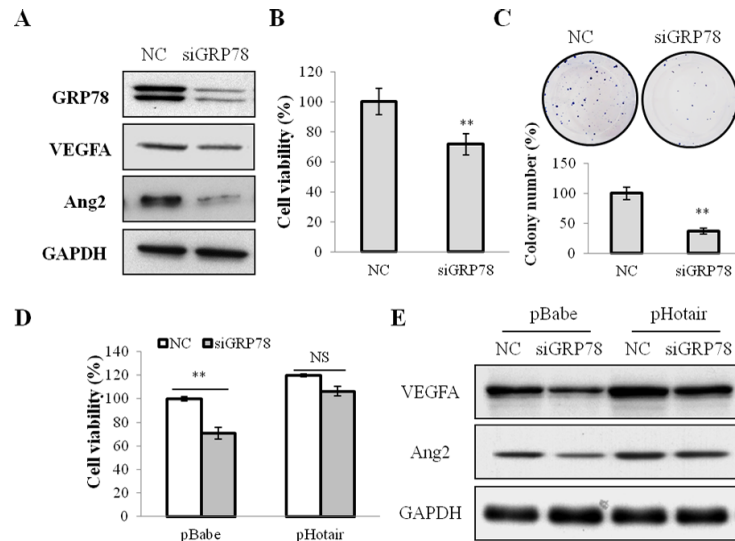 A
NC siGRP78
GRP78
VEGFA
Ang2
GAPDH
B
Cell viability (%)
120
100
80
60
40
20
0
**
NC siGRP78
C
NC siGRP78
Colony number (%)
150
100
50
0
**
NC siGRP78
D
NC siGRP78
Cell viability (%)
140
120
100
80
60
40
20
0
**
NS
pBabe pHotair
E
pBabe pHotair
NC siGRP78 NC siGRP78
VEGFA
Ang2
GAPDH